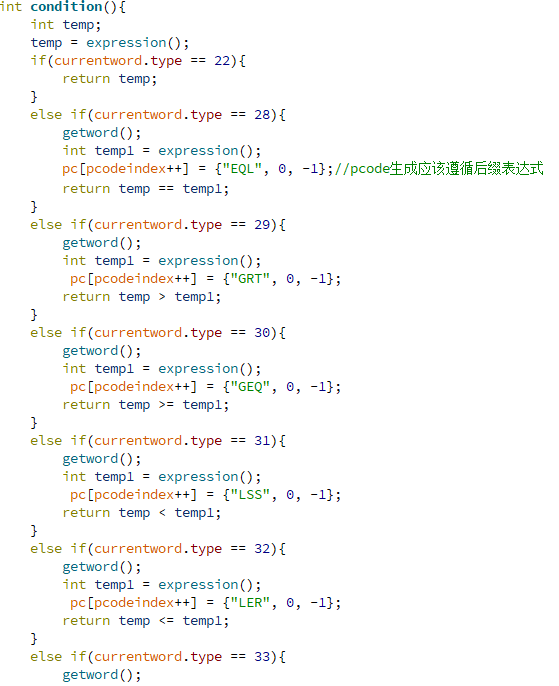 int condition(){
    int temp;
    temp = expression();
    if(currentword.type == 22){
        return temp;
    }
    else if(currentword.type == 28){
        getword();
        int temp1 = expression();
        pc[pcodeindex++] = {"EQL", 0, -1};//pcode生成应该遵循后缀表达式
        return temp == temp1;
    }
    else if(currentword.type == 29){
        getword();
        int temp1 = expression();
         pc[pcodeindex++] = {"GRT", 0, -1};
        return temp > temp1;
    }
    else if(currentword.type == 30){
        getword();
        int temp1 = expression();
         pc[pcodeindex++] = {"GEQ", 0, -1};
        return temp >= temp1;
    }
    else if(currentword.type == 31){
        getword();
        int temp1 = expression();
         pc[pcodeindex++] = {"LSS", 0, -1};
        return temp < temp1;
    }
    else if(currentword.type == 32){
        getword();
        int temp1 = expression();
         pc[pcodeindex++] = {"LER", 0, -1};
        return temp <= temp1;
    }
    else if(currentword.type == 33){
        getword();